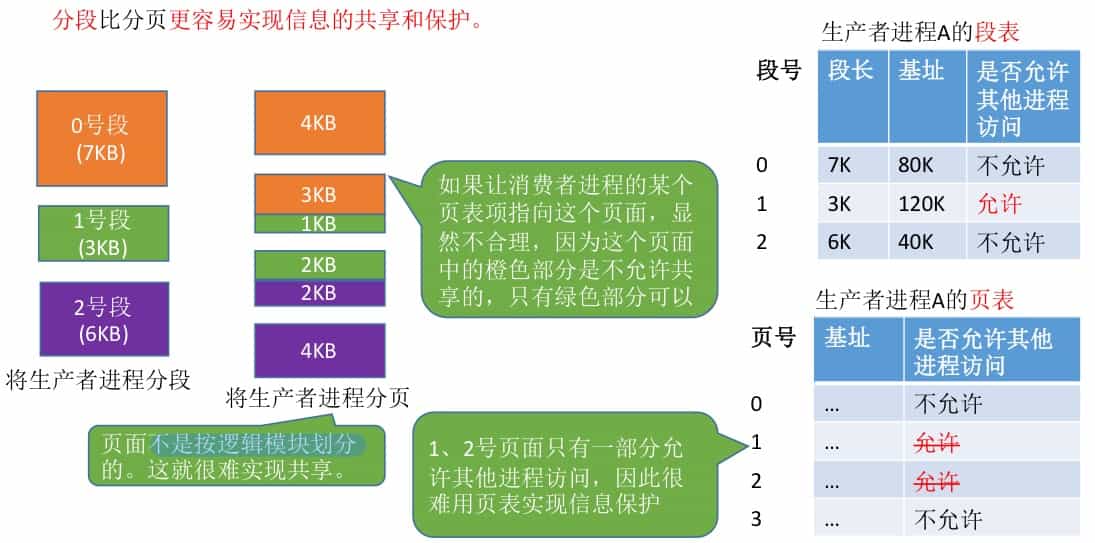 分段比分页更容易实现信息的共享和保护。
0号段
(7KB)
1号段
(3KB)
2号段
(6KB)
将生产者进程分段
4KB
3KB
1KB
2KB
2KB
4KB
将生产者进程分页
如果让消费者进程的某个
页表项指向这个页面，显
然不合理，因为这个页面
中的橙色部分是不允许共
享的，只有绿色部分可以
页面不是按逻辑模块划分
的。这就很难实现共享。
1、2号页面只有一部分允
许其他进程访问，因此很
难用页表实现信息保护
生产者进程A的段表
段号 段长 基址 是否允许
其他进程
访问
0 7K 80K 不允许
1 3K 120K 允许
2 6K 40K 不允许
生产者进程A的页表
页号 基址 是否允许其他
进程访问
0 ... 不允许
1 ... 允许
2 ... 允许
3 ... 不允许